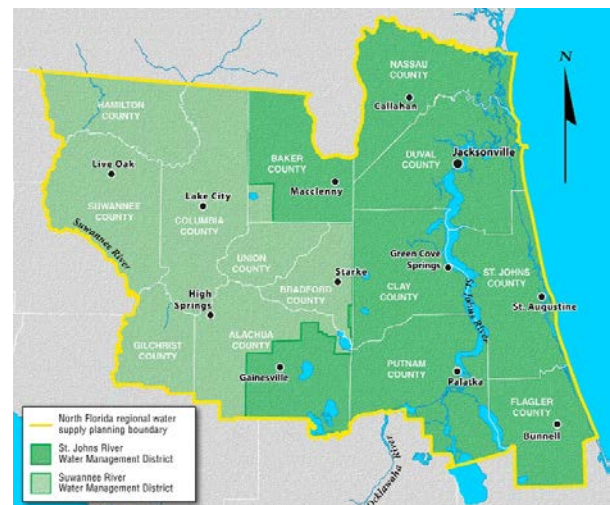 NASSAU
COUNTY
Callahan
N
HAMILTON
COUNTY
BAKER
COUNTY
Macclenny
DUVAL
COUNTY
Jacksonville
Live Oak
SUWANNEE
COUNTY
Suwannee River
Lake City
COLUMBIA
COUNTY
UNION
COUNTY
BRADFORD
COUNTY
Starke
Green Cove
Springs
CLAY
COUNTY
St. Johns River
ST. JOHNS
COUNTY
St. Augustine
High
Springs
GILCHRIST
COUNTY
ALACHUA
COUNTY
Gainesville
PUTNAM
COUNTY
Palatka
FLAGLER
COUNTY
Bunnell
Ocklawaha
River
North Florida regional water
supply planning boundary
St. Johns River
Water Management District
Suwannee River
Water Management District